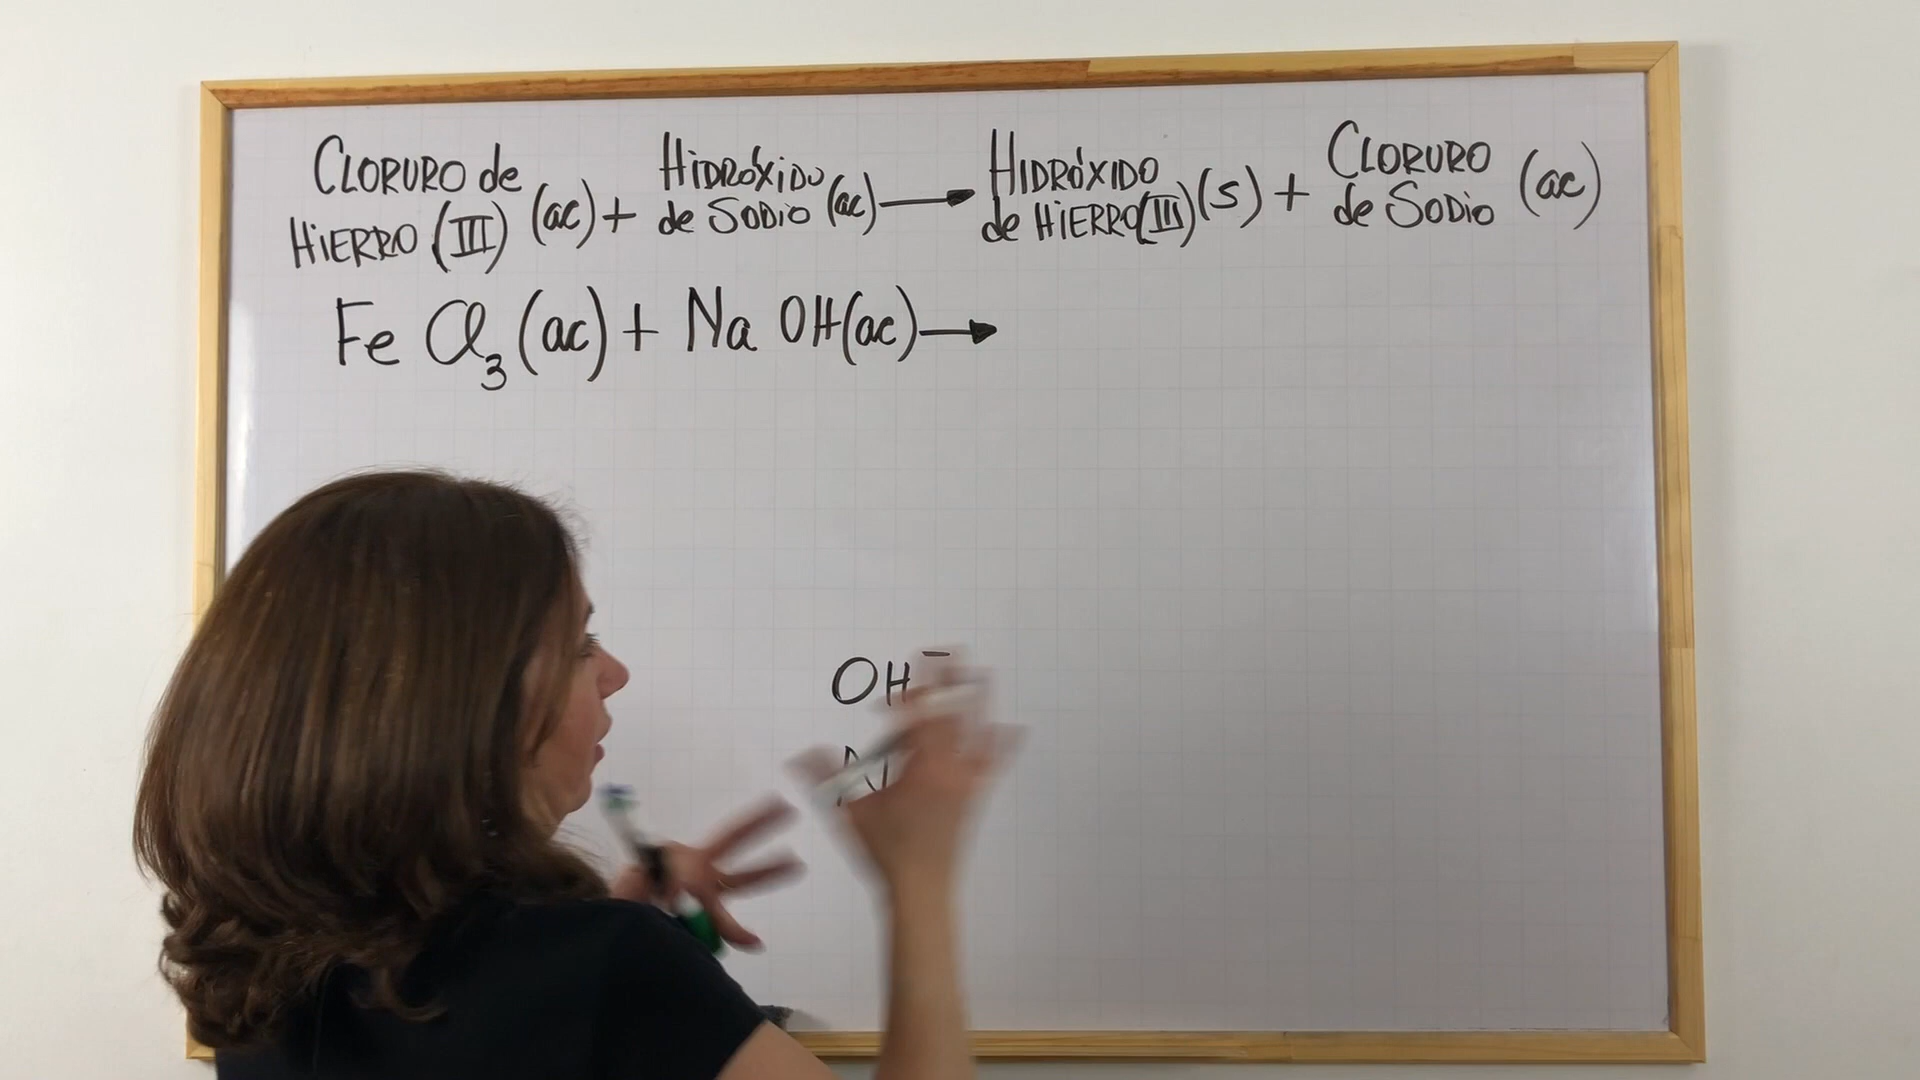 CLORURO de HIERRO (III) (ac) + HIDRÓXIDO de SODIO (ac) → HIDRÓXIDO de HIERRO (III) (S) + CLORURO de SODIO (ac)
Fe Cl₃ (ac) + Na OH (ac) →
OH⁻